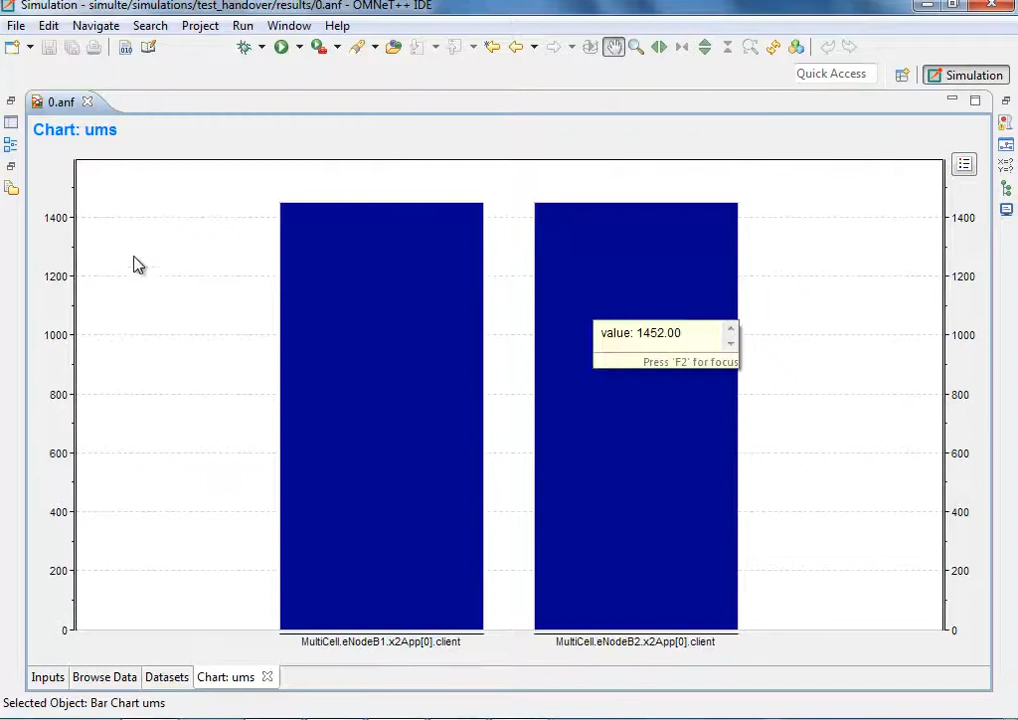 Simulation - simulte/simulations/test_handover/results/0.anf - OMNeT++ IDE
File Edit Navigate Search Project Run Window Help
Quick Access
Simulation
0.anf
Chart: ums
1400 1400
1200 1200
value: 1452.00
1000 1000
Press 'F2' for focus
800 800
600 600
400 400
200 200
0 0
MultiCell.eNodeB1.x2App[0].client MultiCell.eNodeB2.x2App[0].client
Inputs Browse Data Datasets Chart: ums
Selected Object: Bar Chart ums